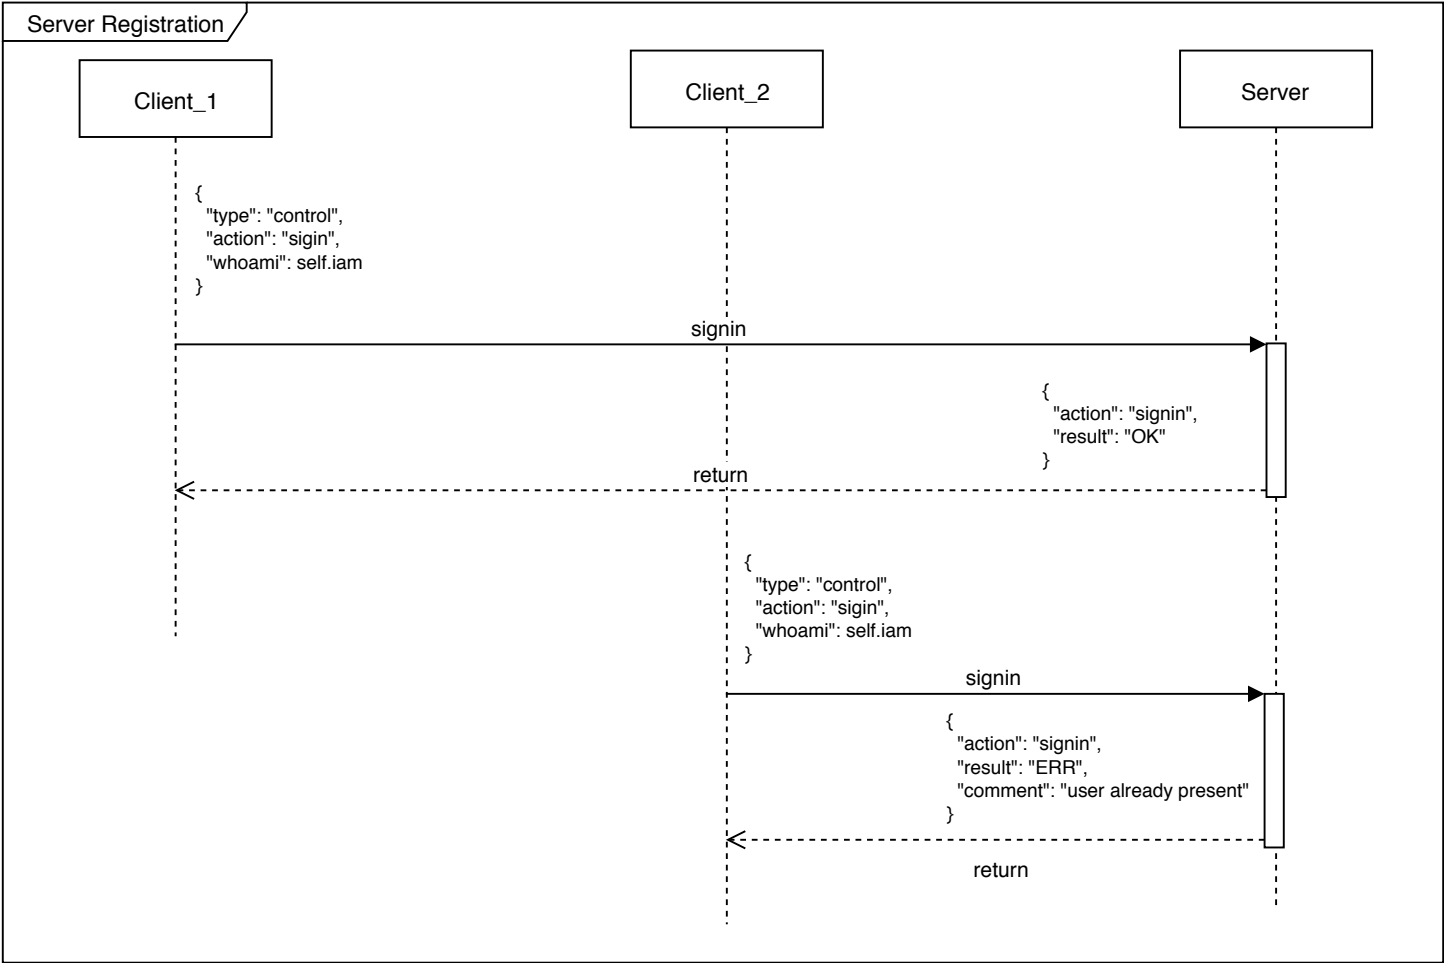 Server Registration
Client_1
Client_2
Server
{
"type": "control",
"action": "sigin",
"whoami": self.iam
}
signin
{
"action": "signin",
"result": "OK"
}
return
{
"type": "control",
"action": "sigin",
"whoami": self.iam
}
signin
{
"action": "signin",
"result": "ERR",
"comment": "user already present"
}
return